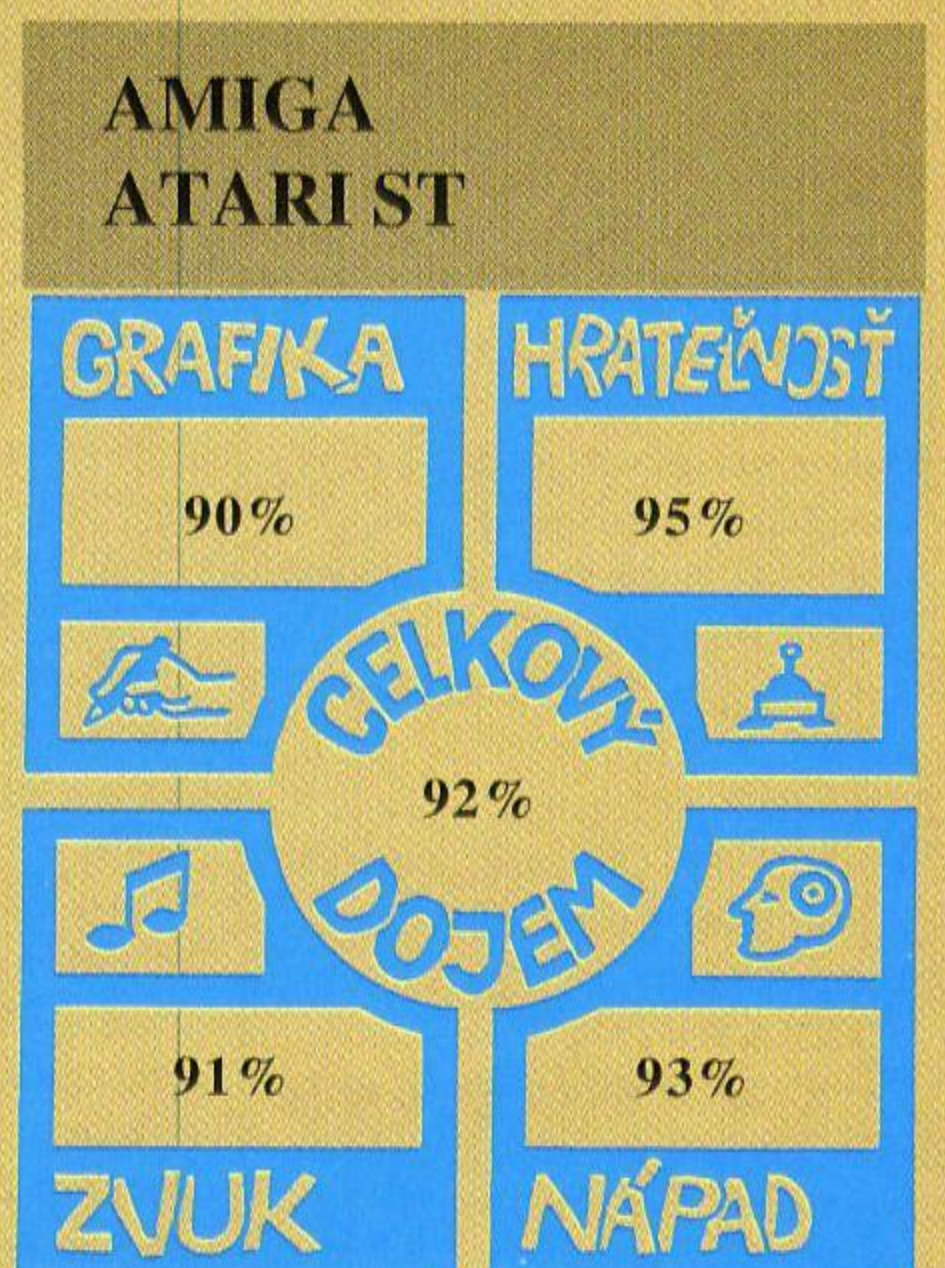 AMIGA
ATARI ST
GRAFIKA
HRATEĽNOSŤ
90%
95%
CELKOVÝ
92%
DOJEM
91%
93%
ZVUK
NÁPAD